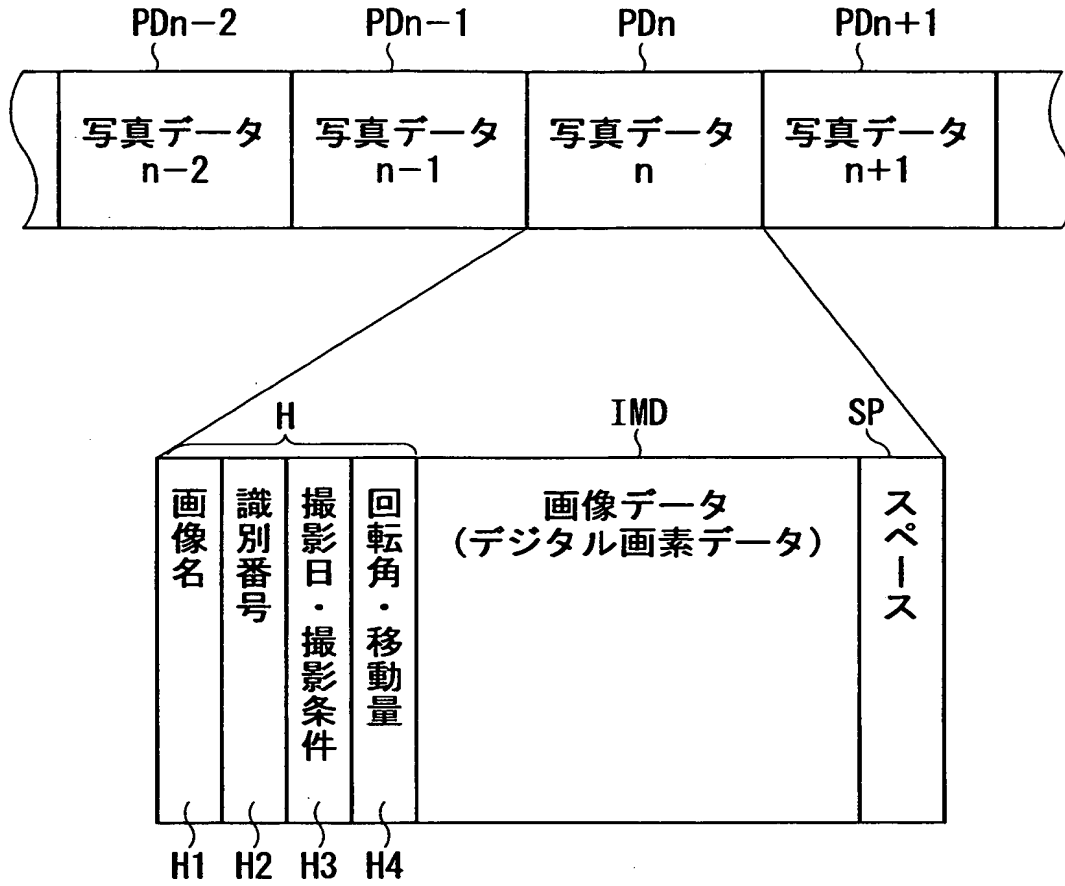 PDn-2 PDn-1 PDn PDn+1
写真データ 写真データ 写真データ 写真データ
n-2 n-1 n n+1
H IMD SP
画像名
識別番号
撮影日・撮影条件
回転角・移動量
画像データ
(デジタル画素データ)
スペース
H1 H2 H3 H4